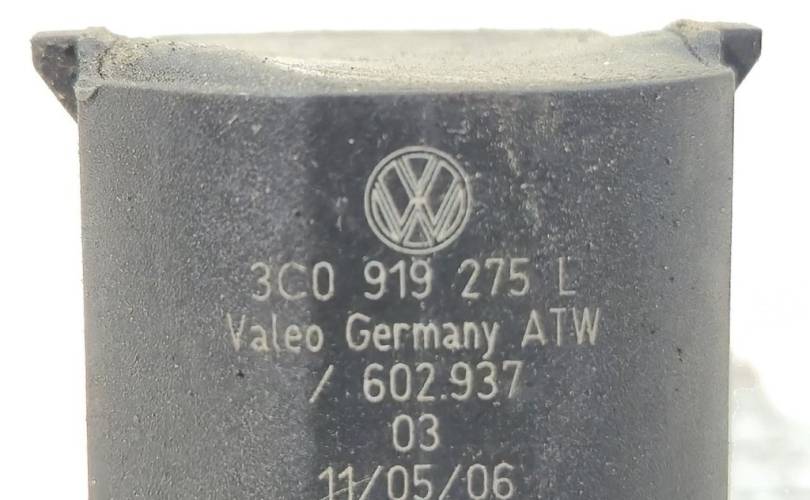 3C0 919 275 L
Valeo Germany ATW
/ 602.937
03
11/05/06